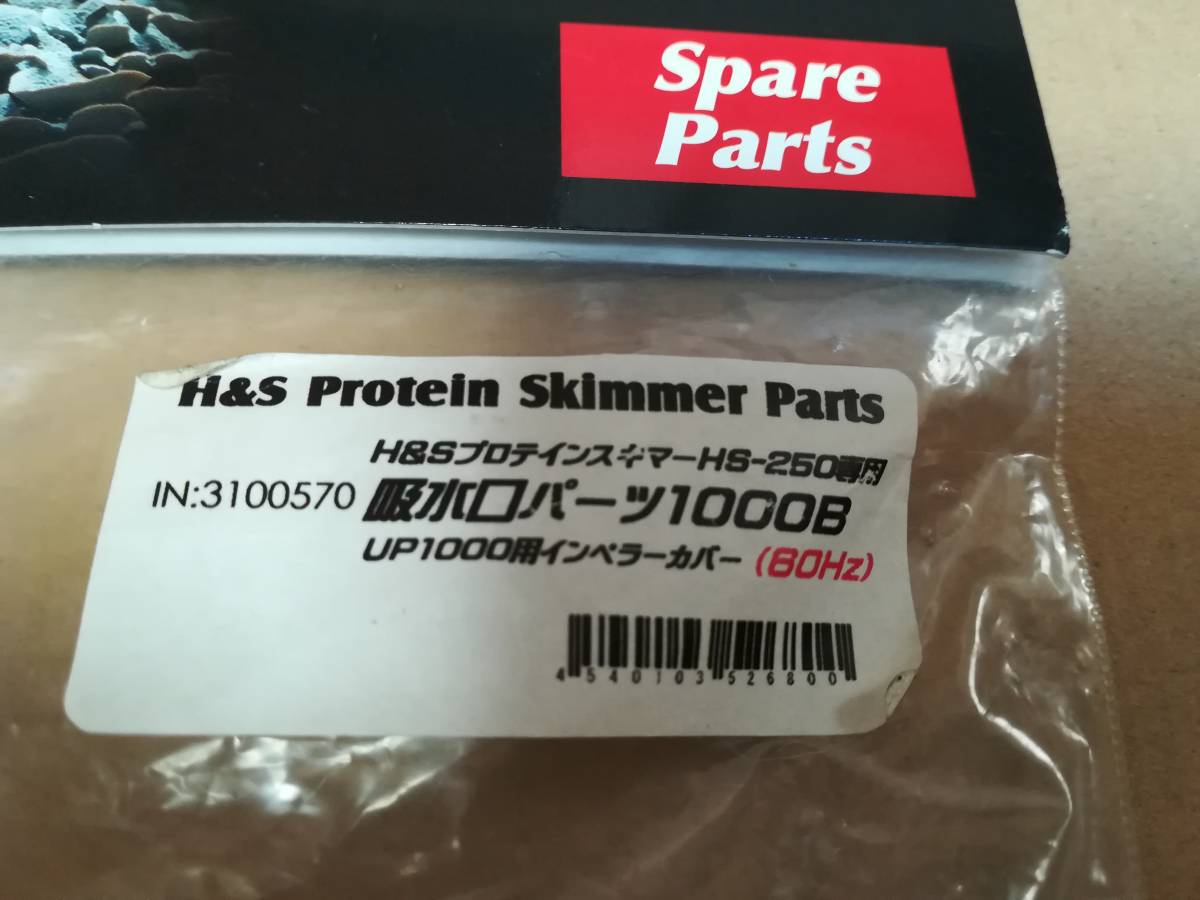 Spare
Parts
H&S Protein Skimmer Parts
H&SプロテインスキマーHS-250専用
IN:3100570 吸水口パーツ1000B
UP1000用インペラーカバー (60Hz)
4540103526800